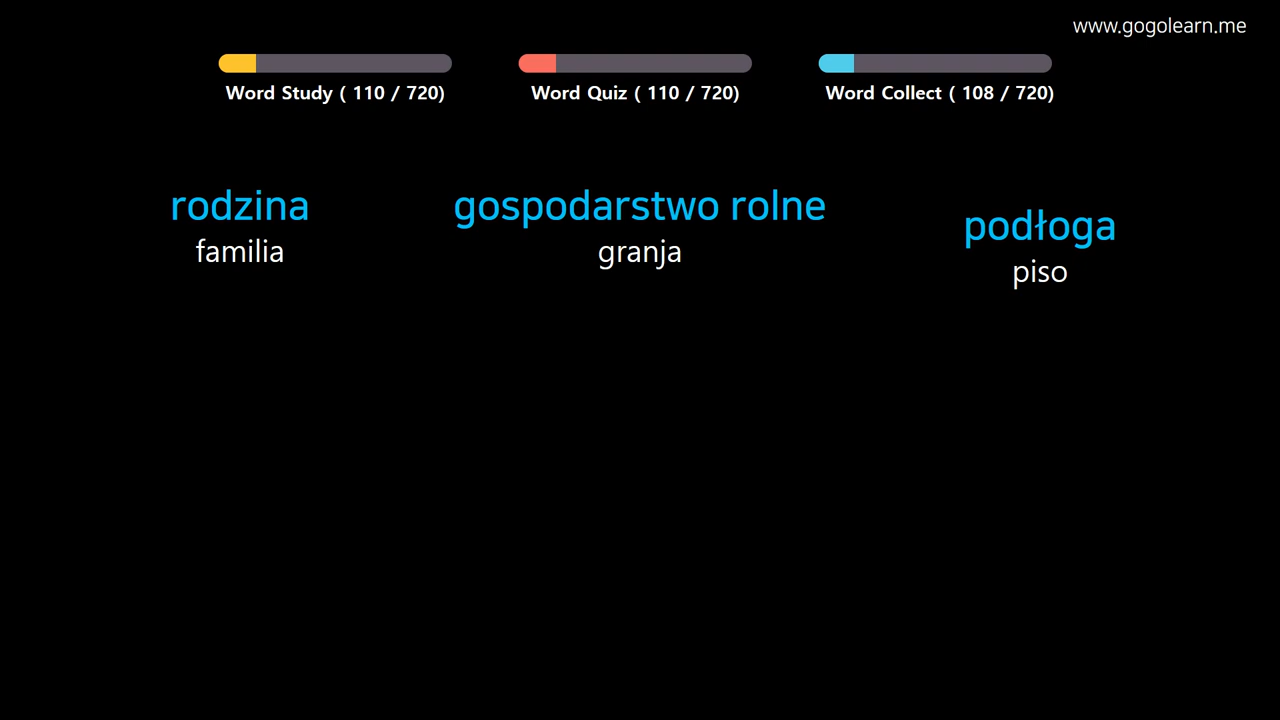 www.gogolearn.me
Word Study ( 110 / 720)
Word Quiz ( 110 / 720)
Word Collect ( 108 / 720)
rodzina
familia
gospodarstwo rolne
granja
podłoga
piso